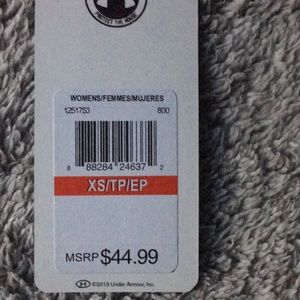 PROTECT THIS HOUSE
WOMENS/FEMMES/MUJERES
1251753 800
8 88284 24637 2
XS/TP/EP
MSRP $44.99
©2013 Under Armour, Inc.